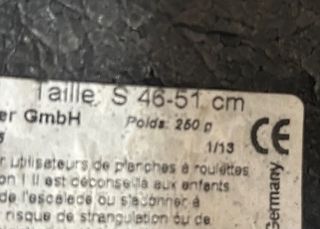 Taille: S 46-51 cm
er GmbH Poids: 250 g
1/13 CE
r utilisateurs de planches à roulettes
on ! Il est déconseillé aux enfants
de l'escalade ou s'adonner à
risque de strangulation ou de
Germany